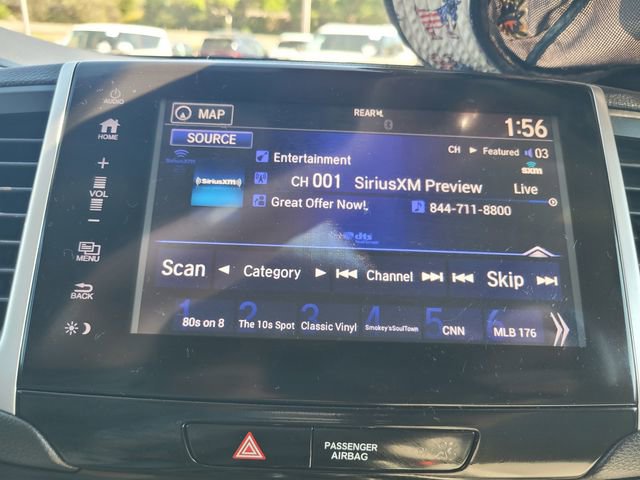 MAP
REAR
1:56
AUDIO
SOURCE
CH ► Featured 03
HOME
SiriusXM
Entertainment
sxm
+
VOL
−
((SiriusXM))
CH 001 SiriusXM Preview Live
Great Offer Now! 844-711-8800
dts
MENU
Scan ◄ Category ► Channel Skip
BACK
1 2 3 4 5 6
80s on 8 The 10s Spot Classic Vinyl Smokey'sSoulTown CNN MLB 176
PASSENGER
AIRBAG